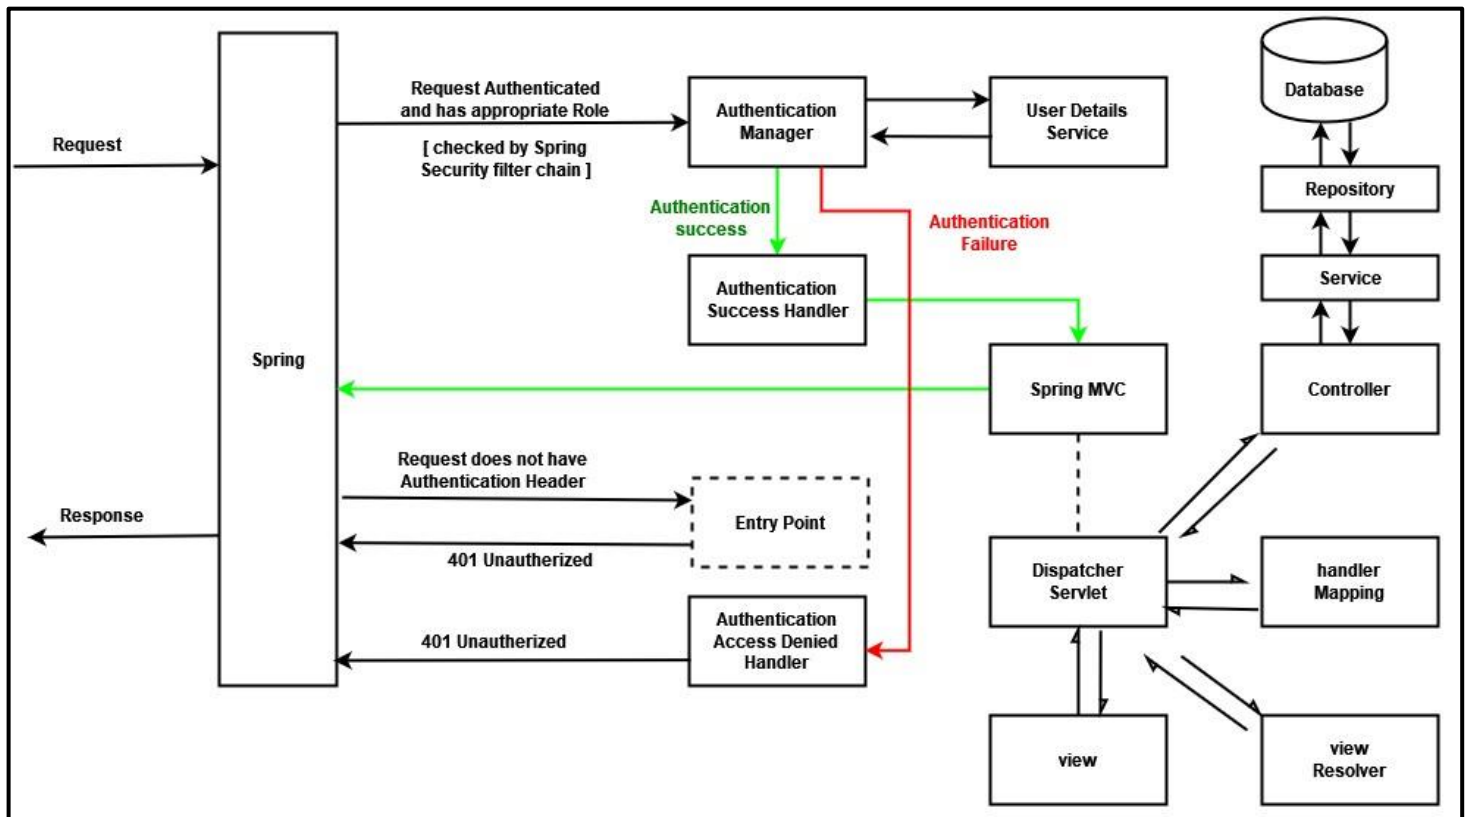 Request
Spring
Response
Request Authenticated
and has appropriate Role
[ checked by Spring
Security filter chain ]
Authentication
Manager
User Details
Service
Authentication
success
Authentication
Failure
Authentication
Success Handler
Spring MVC
Request does not have
Authentication Header
Entry Point
401 Unautherized
Authentication
Access Denied
Handler
401 Unautherized
Database
Repository
Service
Controller
Dispatcher
Servlet
handler
Mapping
view
view
Resolver